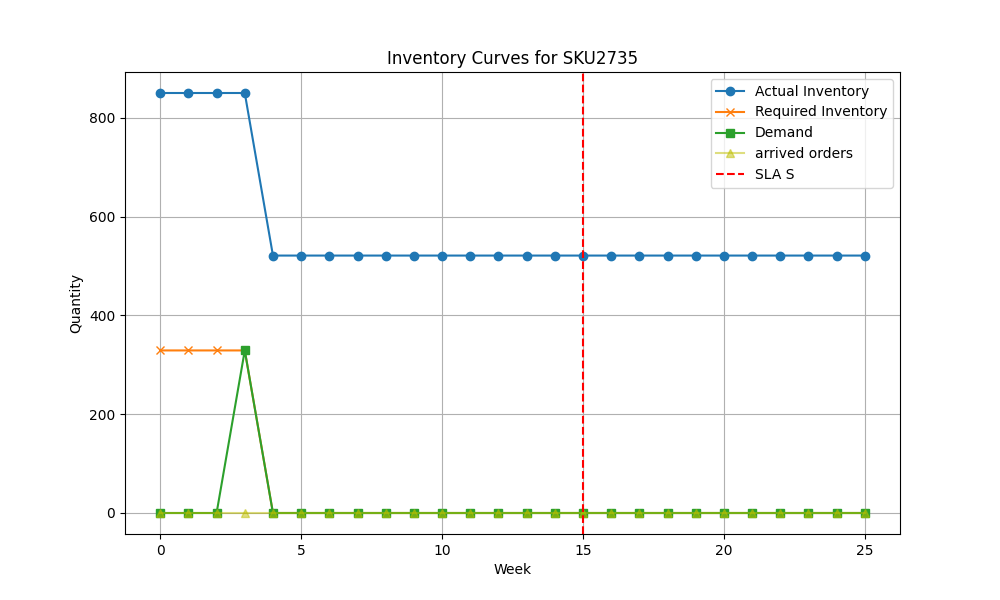 Inventory Curves for SKU2735
Actual Inventory
Required Inventory
Demand
arrived orders
SLA S
Quantity
800
600
400
200
0
0 5 10 15 20 25
Week